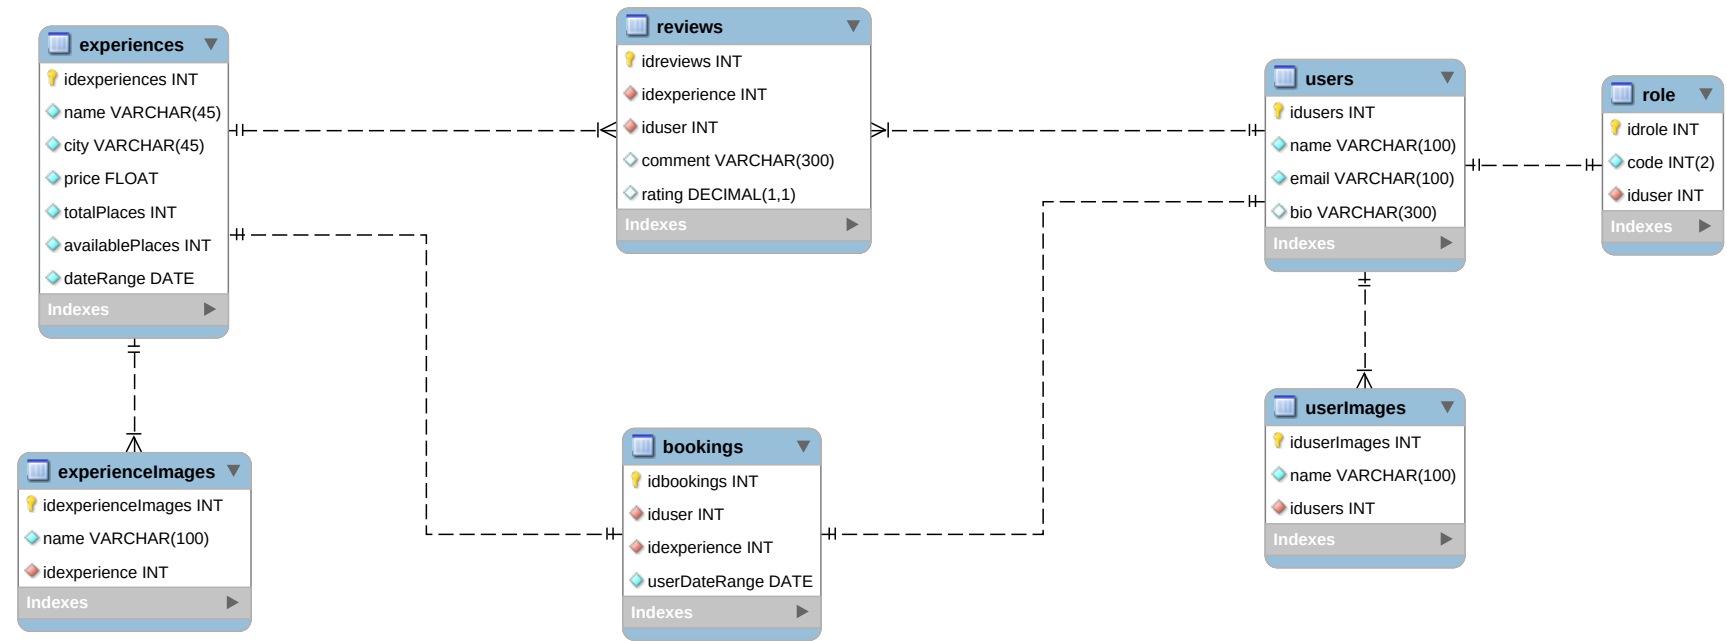 experiences
idexperiences INT
name VARCHAR(45)
city VARCHAR(45)
price FLOAT
totalPlaces INT
availablePlaces INT
dateRange DATE
Indexes
reviews
idreviews INT
idexperience INT
iduser INT
comment VARCHAR(300)
rating DECIMAL(1,1)
Indexes
users
idusers INT
name VARCHAR(100)
email VARCHAR(100)
bio VARCHAR(300)
Indexes
role
idrole INT
code INT(2)
iduser INT
Indexes
experienceImages
idexperienceImages INT
name VARCHAR(100)
idexperience INT
Indexes
bookings
idbookings INT
iduser INT
idexperience INT
userDateRange DATE
Indexes
userImages
iduserImages INT
name VARCHAR(100)
idusers INT
Indexes